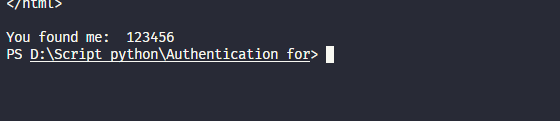 </html>
You found me:  123456
PS D:\Script python\Authentication for>